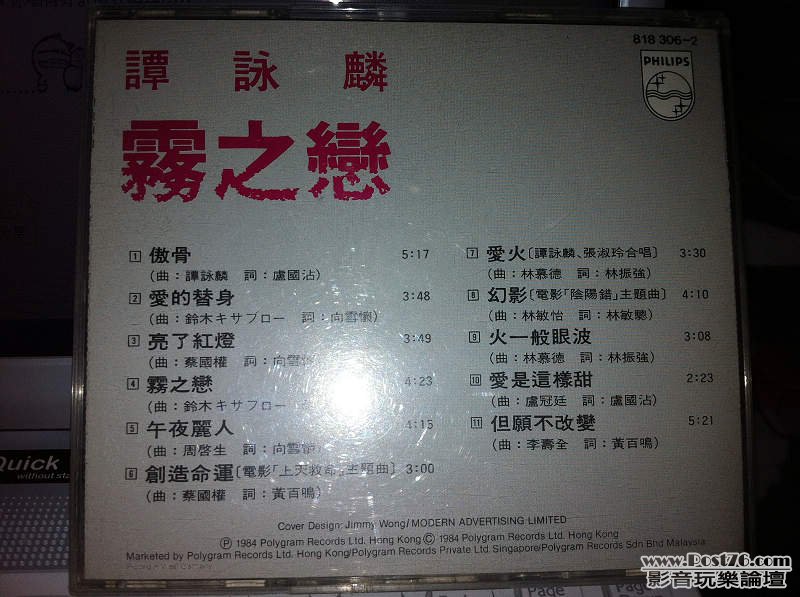 818 306-2
PHILIPS
譚詠麟
霧之戀
1 傲骨 5:17
(曲：譚詠麟 詞：盧國沾)
2 愛的替身 3:48
(曲：鈴木キサブロー 詞：向雪懷)
3 亮了紅燈 3:49
(曲：蔡國權 詞：向雪懷)
4 霧之戀 4:23
(曲：鈴木キサブロー 詞：
5 午夜麗人 4:15
(曲：周啓生 詞：向雪懷)
6 創造命運〔電影「上天救命」主題曲〕 3:00
(曲：蔡國權 詞：黃百鳴)
7 愛火〔譚詠麟、張淑玲合唱〕 3:30
(曲：林慕德 詞：林振強)
8 幻影〔電影「陰陽錯」主題曲〕 4:10
(曲：林敏怡 詞：林敏驄)
9 火一般眼波 3:08
(曲：林慕德 詞：林振強)
10 愛是這樣甜 2:23
(曲：盧冠廷 詞：盧國沾)
11 但願不改變 5:21
(曲：李壽全 詞：黃百鳴)
Cover Design: Jimmy Wong/MODERN ADVERTISING LIMITED
Ⓟ 1984 Polygram Records Ltd. Hong Kong © 1984 Polygram Records Ltd. Hong Kong
Marketed by Polygram Records Ltd. Hong Kong/Polygram Records Private Ltd. Singapore/Polygram Records Sdn Bhd Malaysia
Quick
without sta
Page
Page
www.Post76.com
影音玩樂論壇